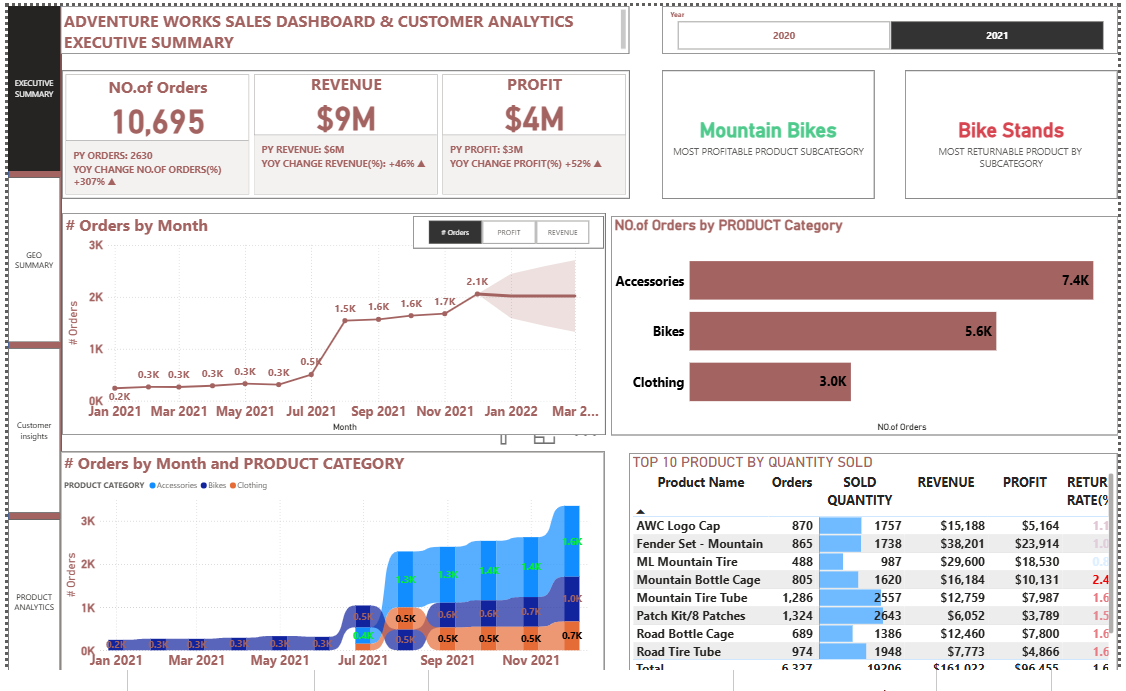 ADVENTURE WORKS SALES DASHBOARD & CUSTOMER ANALYTICS
EXECUTIVE SUMMARY
Year
2020
2021
EXECUTIVE
SUMMARY
GEO
SUMMARY
Customer
insights
PRODUCT
ANALYTICS
NO.of Orders
10,695
PY ORDERS: 2630
YOY CHANGE NO.OF ORDERS(%)
+307% ▲
REVENUE
$9M
PY REVENUE: $6M
YOY CHANGE REVENUE(%): +46% ▲
PROFIT
$4M
PY PROFIT: $3M
YOY CHANGE PROFIT(%) +52% ▲
Mountain Bikes
MOST PROFITABLE PRODUCT SUBCATEGORY
Bike Stands
MOST RETURNABLE PRODUCT BY
SUBCATEGORY
# Orders by Month
# Orders PROFIT REVENUE
# Orders
3K
2K
1K
0K
0.2K 0.3K 0.3K 0.3K 0.3K 0.3K 0.5K 1.5K 1.6K 1.6K 1.7K 2.1K
Jan 2021 Mar 2021 May 2021 Jul 2021 Sep 2021 Nov 2021 Jan 2022 Mar 2...
Month
NO.of Orders by PRODUCT Category
Accessories 7.4K
Bikes 5.6K
Clothing 3.0K
NO.of Orders
# Orders by Month and PRODUCT CATEGORY
PRODUCT CATEGORY Accessories Bikes Clothing
# Orders
3K
2K
1K
0K
1.3K 1.3K 1.4K 1.4K 1.6K
0.2K 0.3K 0.3K 0.3K 0.3K 0.3K 0.5K 0.5K 0.6K 0.6K 0.7K 1.0K
0.5K 0.5K 0.5K 0.5K 0.7K
Jan 2021 Mar 2021 May 2021 Jul 2021 Sep 2021 Nov 2021
TOP 10 PRODUCT BY QUANTITY SOLD
Product Name Orders SOLD QUANTITY REVENUE PROFIT RETUR RATE(%
AWC Logo Cap 870 1757 $15,188 $5,164 1.1
Fender Set - Mountain 865 1738 $38,201 $23,914 1.0
ML Mountain Tire 488 987 $29,600 $18,530 0.8
Mountain Bottle Cage 805 1620 $16,184 $10,131 2.4
Mountain Tire Tube 1,286 2557 $12,759 $7,987 1.6
Patch Kit/8 Patches 1,324 2643 $6,052 $3,789 1.5
Road Bottle Cage 689 1386 $12,460 $7,800 1.6
Road Tire Tube 974 1948 $7,773 $4,866 1.6
Total 6,327 19206 $161,022 $96,455 1.6